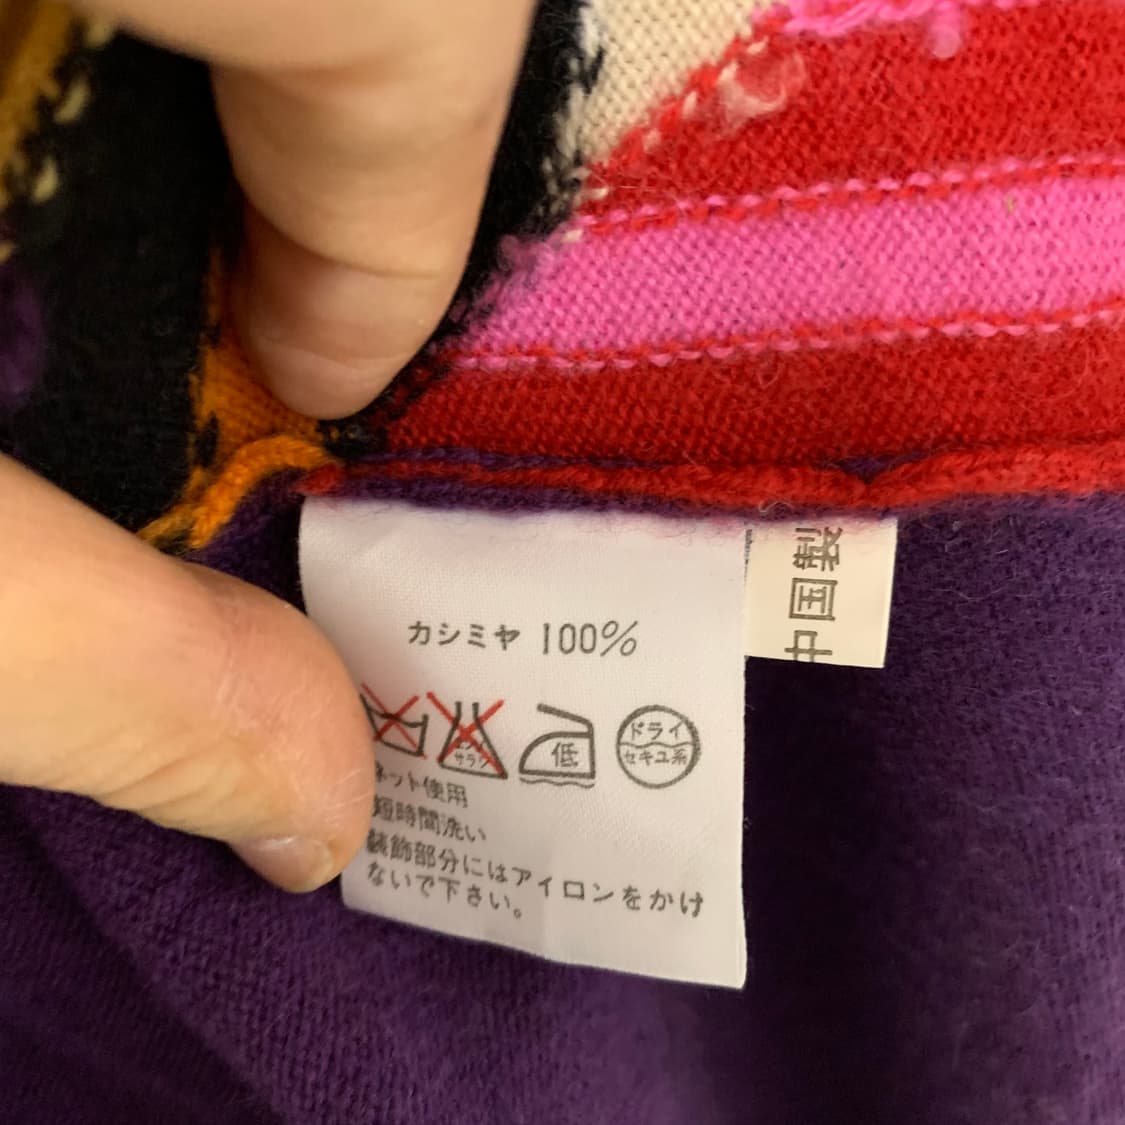 カシミヤ 100%
低
ドライ
セキユ系
ネット使用
短時間洗い
装飾部分にはアイロンをかけ
ないで下さい。
中国製